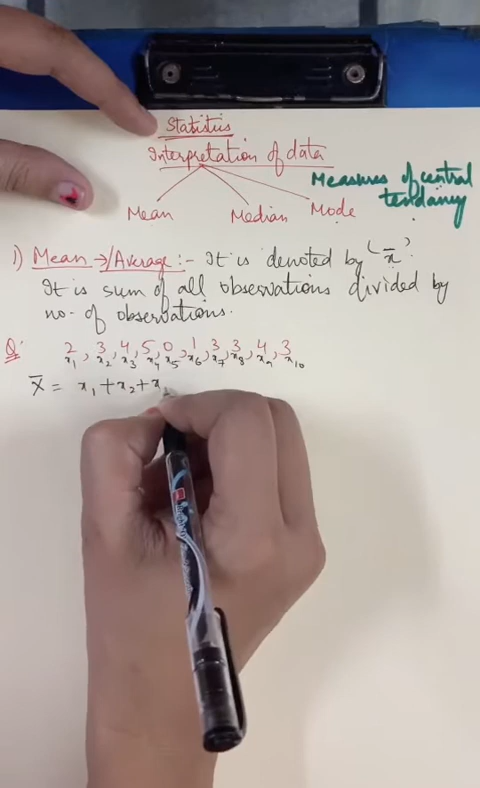 Statistics
Interpretation of data
Measures of central
tendancy
Mean Median Mode
1) Mean →/Average :- It is denoted by ‘x̄’.
It is sum of all observations divided by
no. of observations.
Q: 2, 3, 4, 5, 0, 1, 3, 3, 4, 3
x₁ x₂ x₃ x₄ x₅ x₆ x₇ x₈ x₉ x₁₀
X̄ = x₁ + x₂ + x